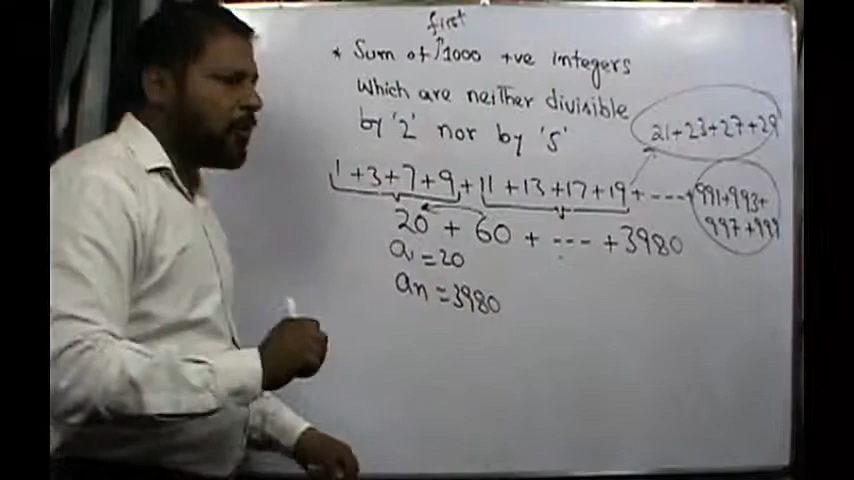 first
* Sum of 1000 +ve integers
which are neither divisible
by '2' nor by '5'
21+23+27+29
1+3+7+9+11+13+17+19+---+991+993+
997+999
20 + 60 + --- +3980
a₁=20
an=3980